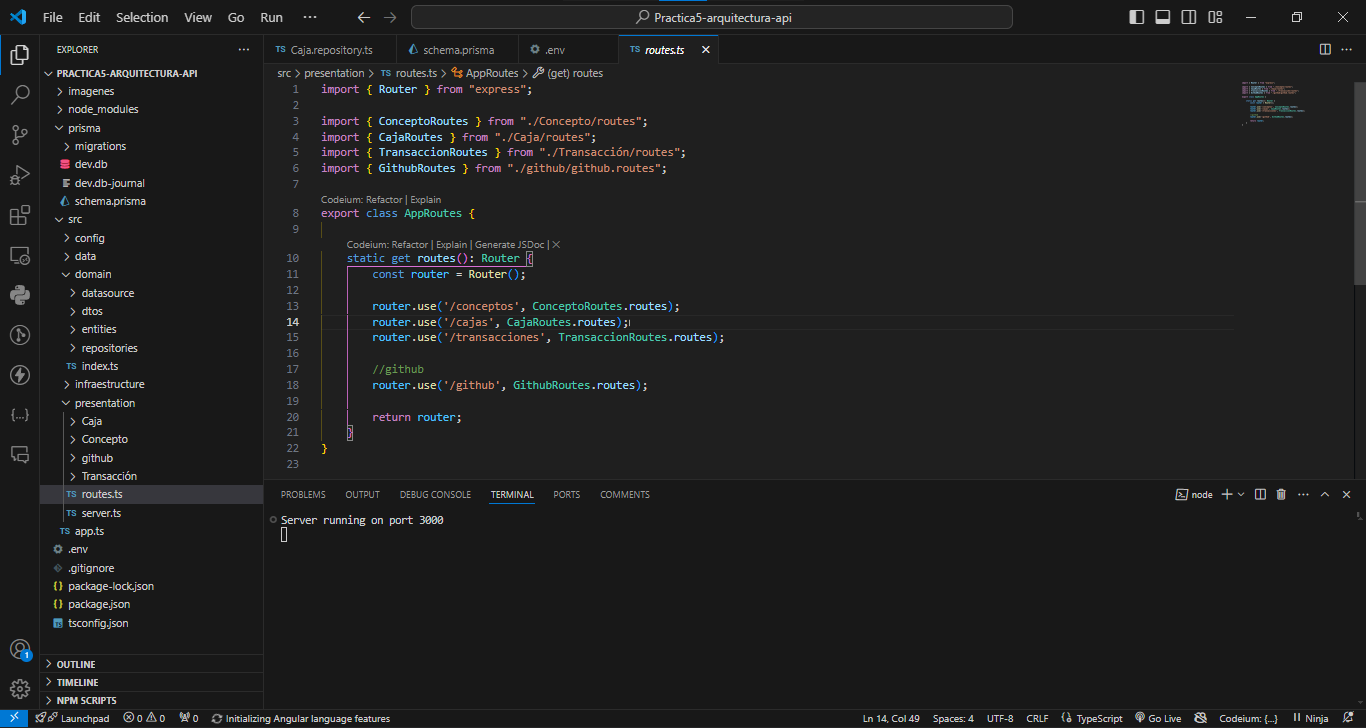 File Edit Selection View Go Run ··· Practica5-arquitectura-api
EXPLORER ···
PRACTICA5-ARQUITECTURA-API
imagenes
node_modules
prisma
migrations
dev.db
dev.db-journal
schema.prisma
src
config
data
domain
datasource
dtos
entities
repositories
TS index.ts
infraestructure
presentation
Caja
Concepto
github
Transacción
TS routes.ts
TS server.ts
TS app.ts
.env
.gitignore
{} package-lock.json
{} package.json
TS tsconfig.json
OUTLINE
TIMELINE
NPM SCRIPTS
TS Caja.repository.ts schema.prisma .env TS routes.ts
src > presentation > TS routes.ts > AppRoutes > (get) routes
1 import { Router } from "express";
2
3 import { ConceptoRoutes } from "./Concepto/routes";
4 import { CajaRoutes } from "./Caja/routes";
5 import { TransaccionRoutes } from "./Transacción/routes";
6 import { GithubRoutes } from "./github/github.routes";
7
Codeium: Refactor | Explain
8 export class AppRoutes {
9
Codeium: Refactor | Explain | Generate JSDoc | X
10 static get routes(): Router {
11 const router = Router();
12
13 router.use('/conceptos', ConceptoRoutes.routes);
14 router.use('/cajas', CajaRoutes.routes);
15 router.use('/transacciones', TransaccionRoutes.routes);
16
17 //github
18 router.use('/github', GithubRoutes.routes);
19
20 return router;
21 }
22 }
23
PROBLEMS OUTPUT DEBUG CONSOLE TERMINAL PORTS COMMENTS node
Server running on port 3000
1
Launchpad 0 0 0 Initializing Angular language features Ln 14, Col 49 Spaces: 4 UTF-8 CRLF {} TypeScript Go Live Codeium: {...} Ninja